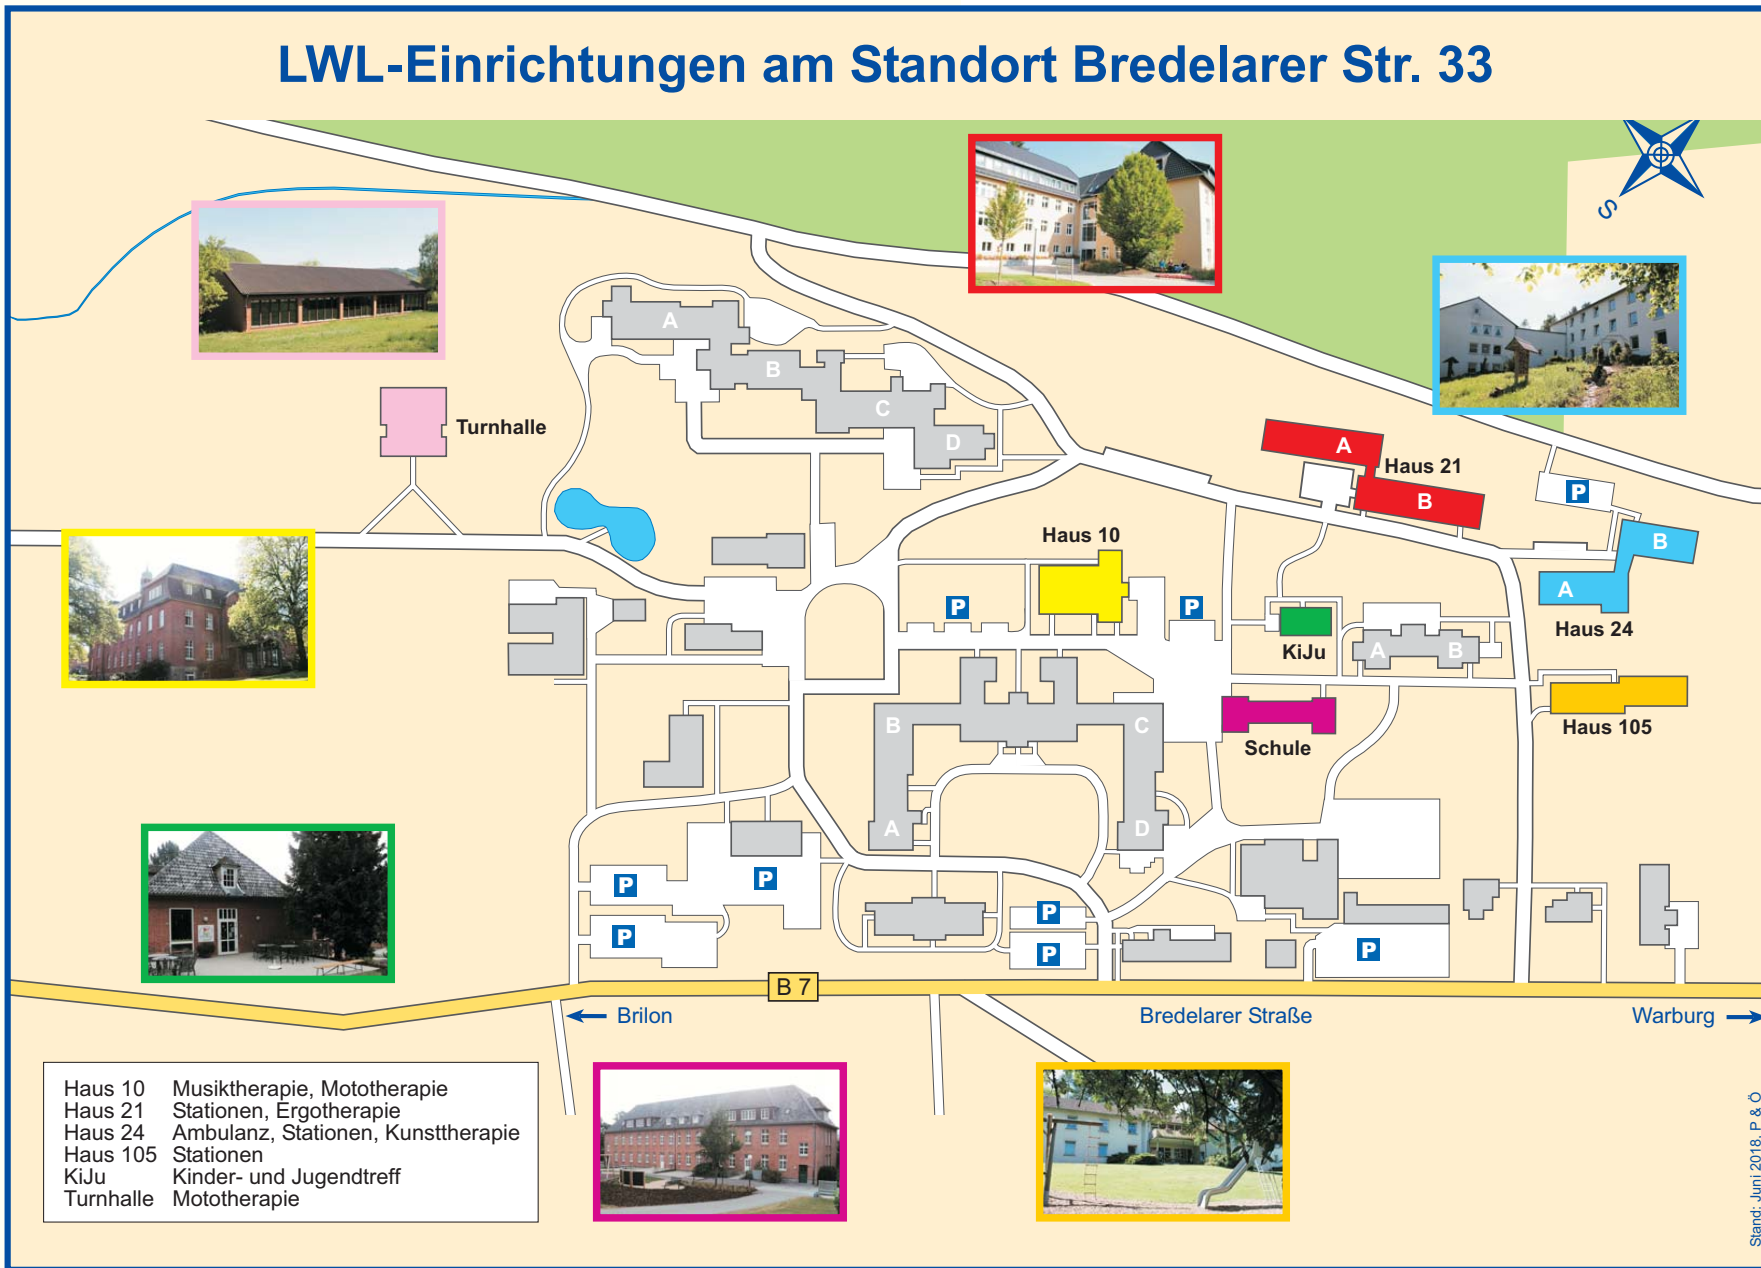 LWL-Einrichtungen am Standort Bredelarer Str. 33
S
A
B
C
D
Turnhalle
A
Haus 21
B
P
B
A
Haus 24
Haus 10
P
P
KiJu
A
B
Haus 105
Schule
B
C
A
D
P
P
P
P
P
P
B 7
Brilon
Bredelarer Straße
Warburg
Haus 10 Musiktherapie, Mototherapie
Haus 21 Stationen, Ergotherapie
Haus 24 Ambulanz, Stationen, Kunsttherapie
Haus 105 Stationen
KiJu Kinder- und Jugendtreff
Turnhalle Mototherapie
Stand: Juni 2018, P & Ö